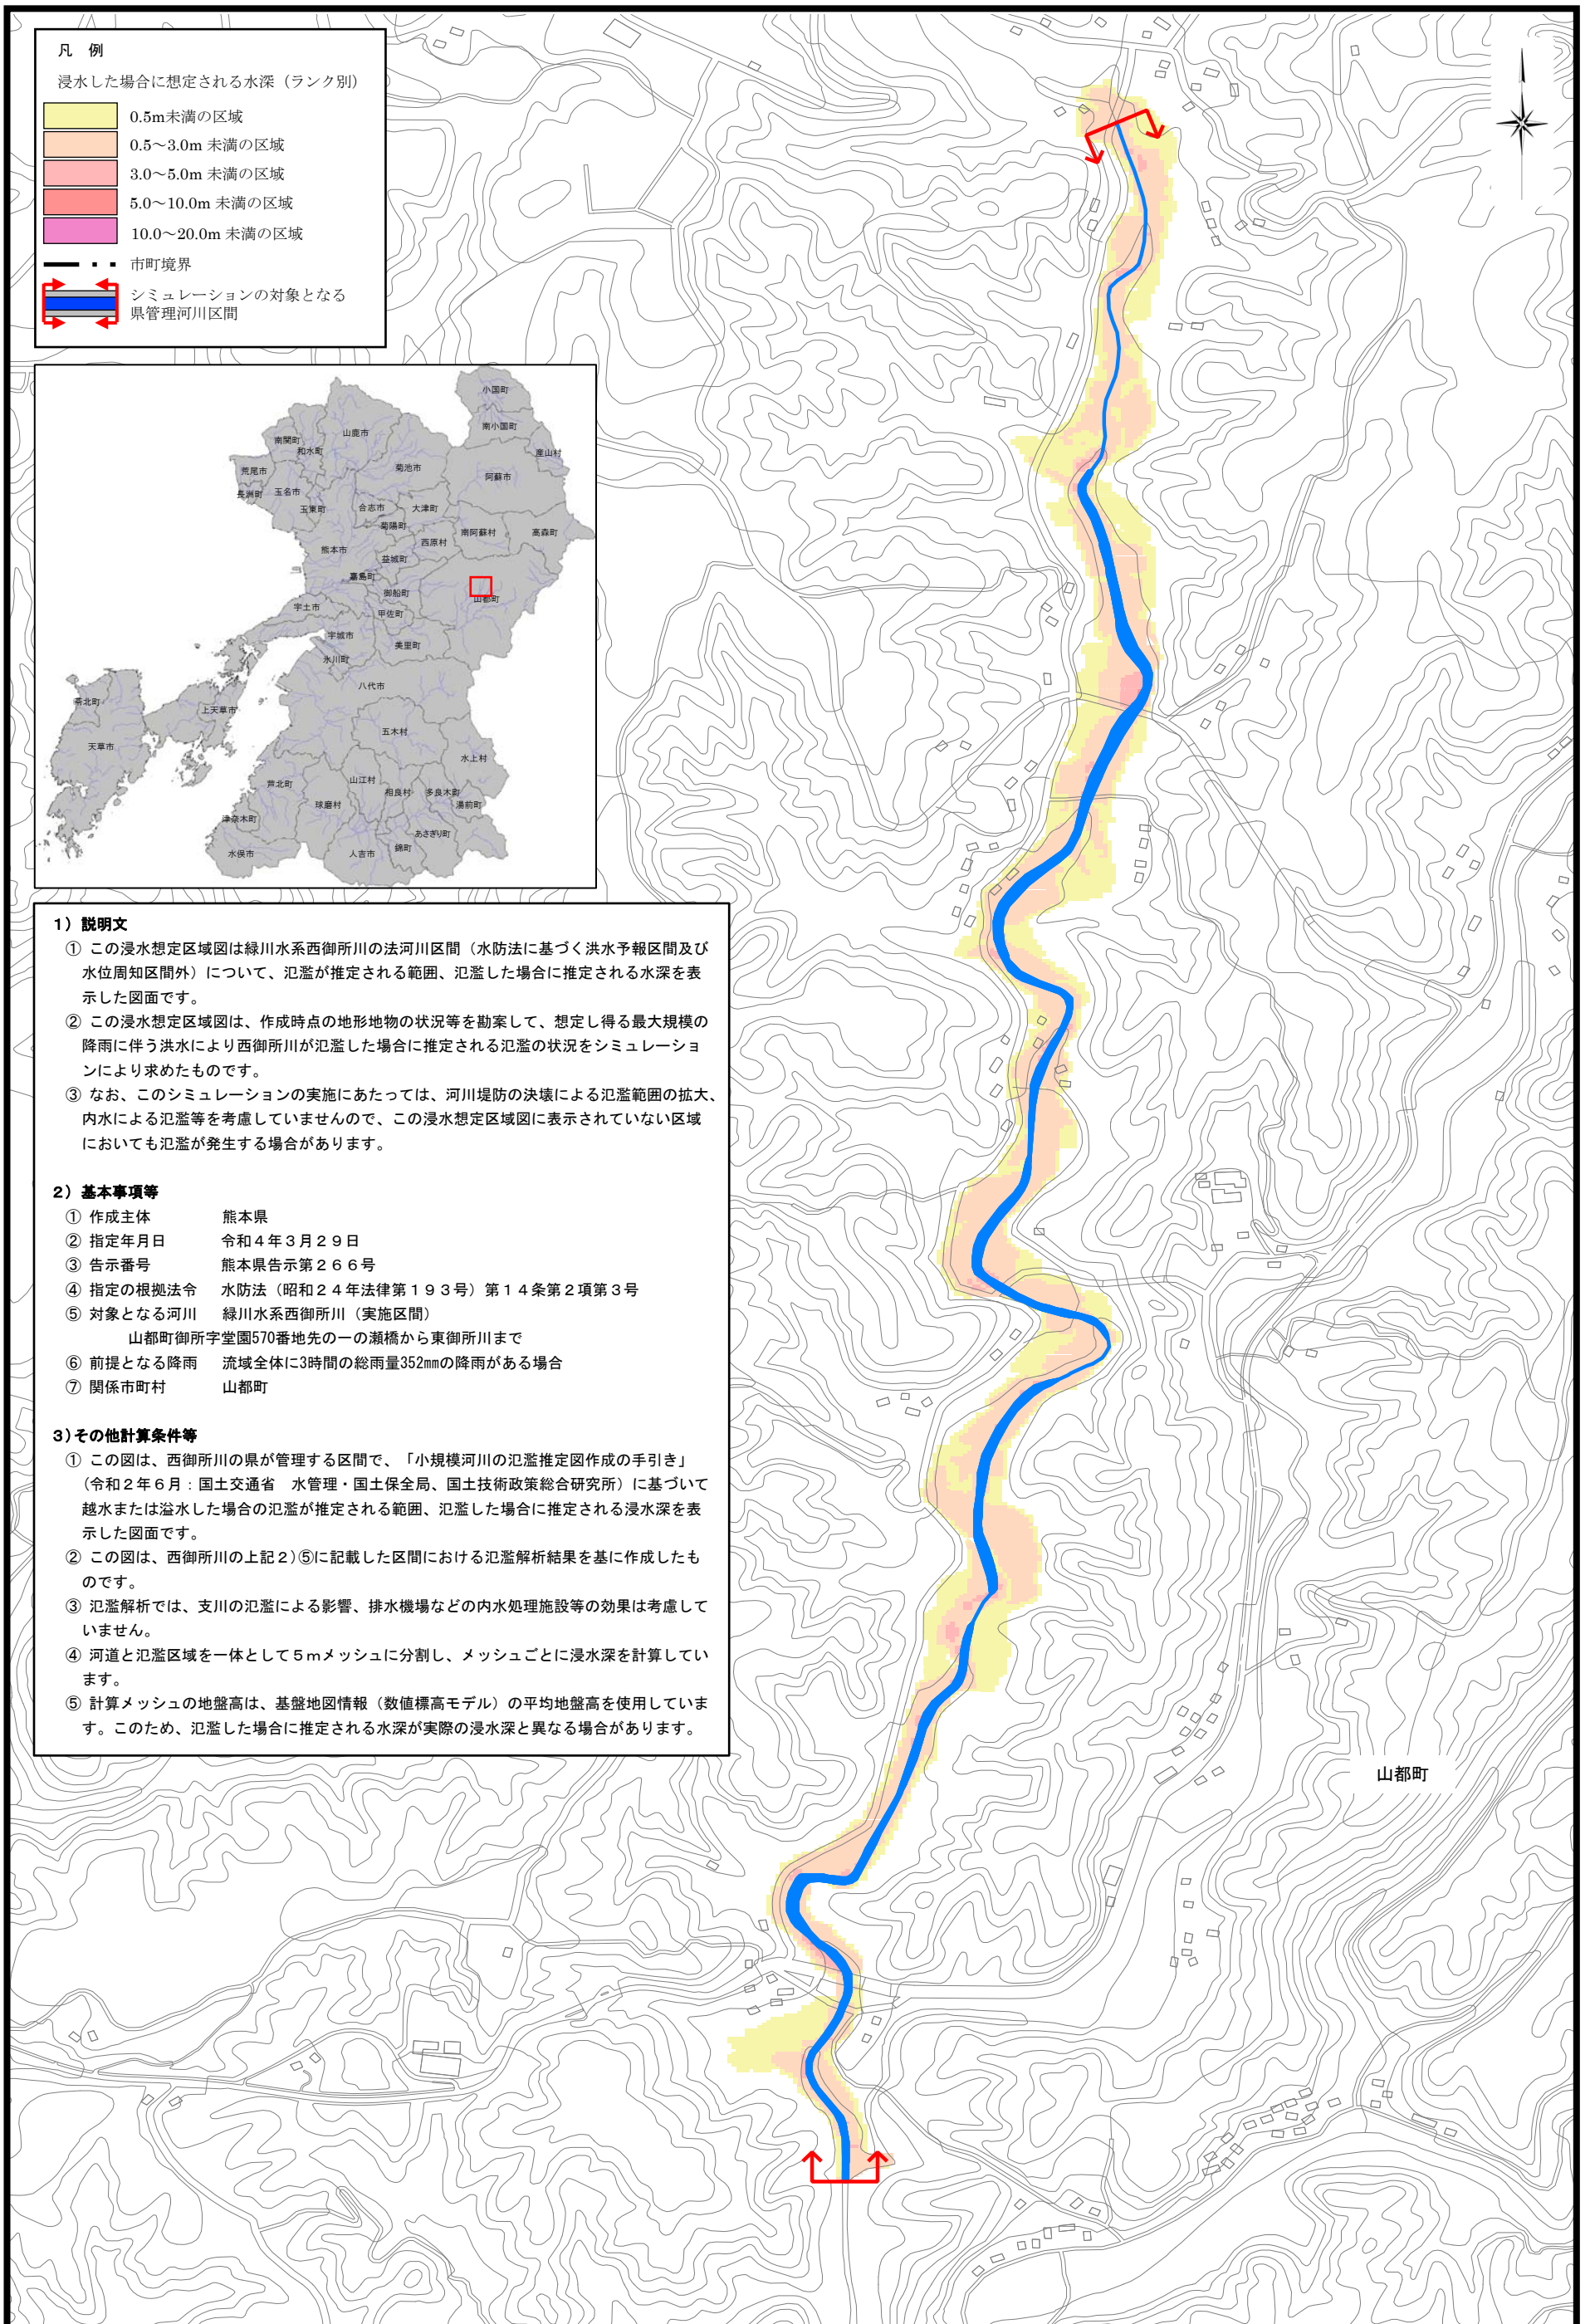 凡 例
浸水した場合に想定される水深（ランク別）
0.5m未満の区域
0.5～3.0m 未満の区域
3.0～5.0m 未満の区域
5.0～10.0m 未満の区域
10.0～20.0m 未満の区域
市町境界
シミュレーションの対象となる
県管理河川区間
小国町
南小国町
産山村
山鹿市
南関町
和水町
菊池市
荒尾市
阿蘇市
長洲町
玉名市
玉東町
合志市
大津町
菊陽町
南阿蘇村
高森町
西原村
熊本市
益城町
嘉島町
御船町
山都町
宇土市
甲佐町
宇城市
美里町
氷川町
八代市
苓北町
上天草市
天草市
五木村
水上村
芦北町
山江村
相良村
多良木町
球磨村
湯前町
津奈木町
あさぎり町
水俣市
人吉市
錦町
1）説明文
① この浸水想定区域図は緑川水系西御所川の法河川区間（水防法に基づく洪水予報区間及び
水位周知区間外）について、氾濫が推定される範囲、氾濫した場合に推定される水深を表
示した図面です。
② この浸水想定区域図は、作成時点の地形地物の状況等を勘案して、想定し得る最大規模の
降雨に伴う洪水により西御所川が氾濫した場合に推定される氾濫の状況をシミュレーショ
ンにより求めたものです。
③ なお、このシミュレーションの実施にあたっては、河川堤防の決壊による氾濫範囲の拡大、
内水による氾濫等を考慮していませんので、この浸水想定区域図に表示されていない区域
においても氾濫が発生する場合があります。
2）基本事項等
① 作成主体 熊本県
② 指定年月日 令和４年３月２９日
③ 告示番号 熊本県告示第２６６号
④ 指定の根拠法令 水防法（昭和２４年法律第１９３号）第１４条第２項第３号
⑤ 対象となる河川 緑川水系西御所川（実施区間）
山都町御所字堂園570番地先の一の瀬橋から東御所川まで
⑥ 前提となる降雨 流域全体に3時間の総雨量352㎜の降雨がある場合
⑦ 関係市町村 山都町
3)その他計算条件等
① この図は、西御所川の県が管理する区間で、「小規模河川の氾濫推定図作成の手引き」
（令和２年６月：国土交通省 水管理・国土保全局、国土技術政策総合研究所）に基づいて
越水または溢水した場合の氾濫が推定される範囲、氾濫した場合に推定される浸水深を表
示した図面です。
② この図は、西御所川の上記２）⑤に記載した区間における氾濫解析結果を基に作成したも
のです。
③ 氾濫解析では、支川の氾濫による影響、排水機場などの内水処理施設等の効果は考慮して
いません。
④ 河道と氾濫区域を一体として５ｍメッシュに分割し、メッシュごとに浸水深を計算してい
ます。
⑤ 計算メッシュの地盤高は、基盤地図情報（数値標高モデル）の平均地盤高を使用していま
す。このため、氾濫した場合に推定される水深が実際の浸水深と異なる場合があります。
山都町